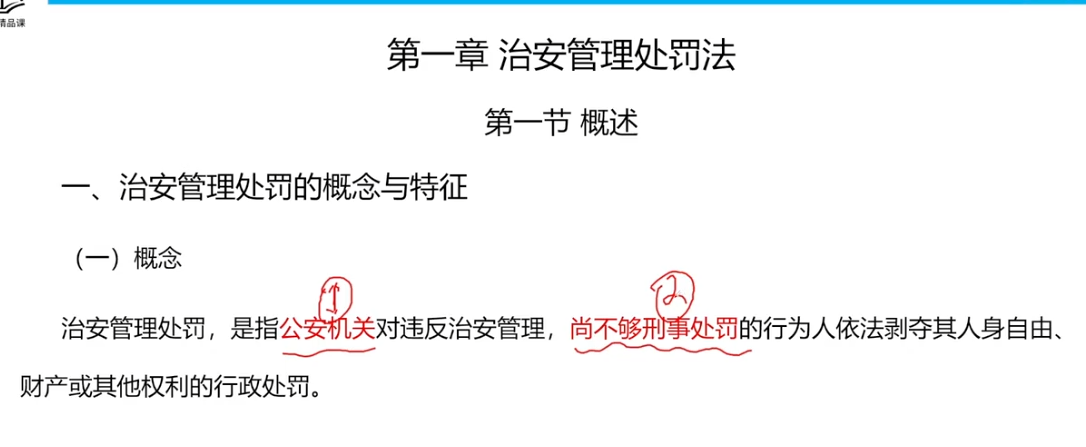 精品课
第一章 治安管理处罚法
第一节 概述
一、治安管理处罚的概念与特征
（一）概念
1 2
治安管理处罚，是指公安机关对违反治安管理，尚不够刑事处罚的行为人依法剥夺其人身自由、
财产或其他权利的行政处罚。